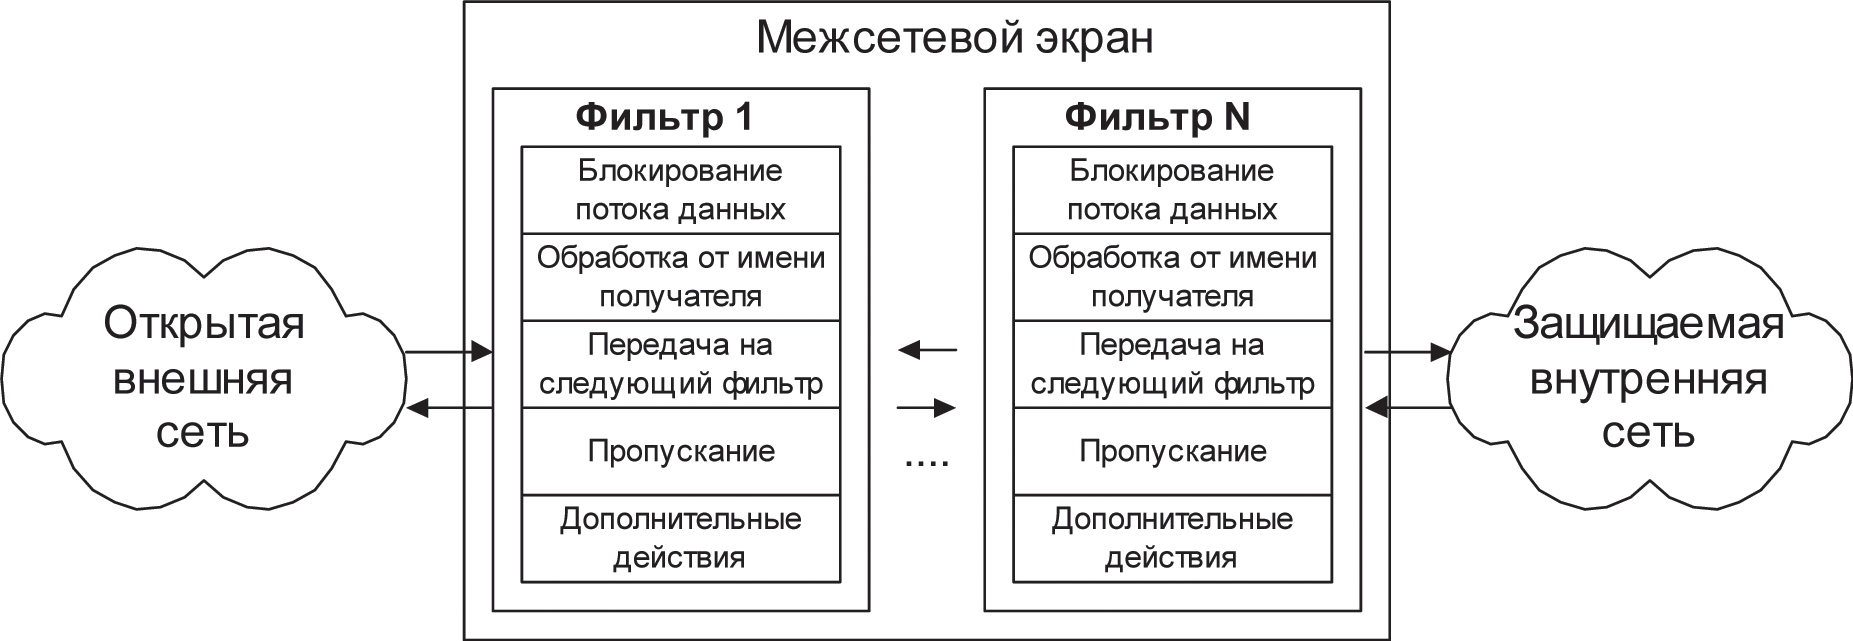 Межсетевой экран
Открытая
внешняя
сеть
Фильтр 1
Блокирование
потока данных
Обработка от имени
получателя
Передача на
следующий фильтр
Пропускание
Дополнительные
действия
....
Фильтр N
Блокирование
потока данных
Обработка от имени
получателя
Передача на
следующий фильтр
Пропускание
Дополнительные
действия
Защищаемая
внутренняя
сеть